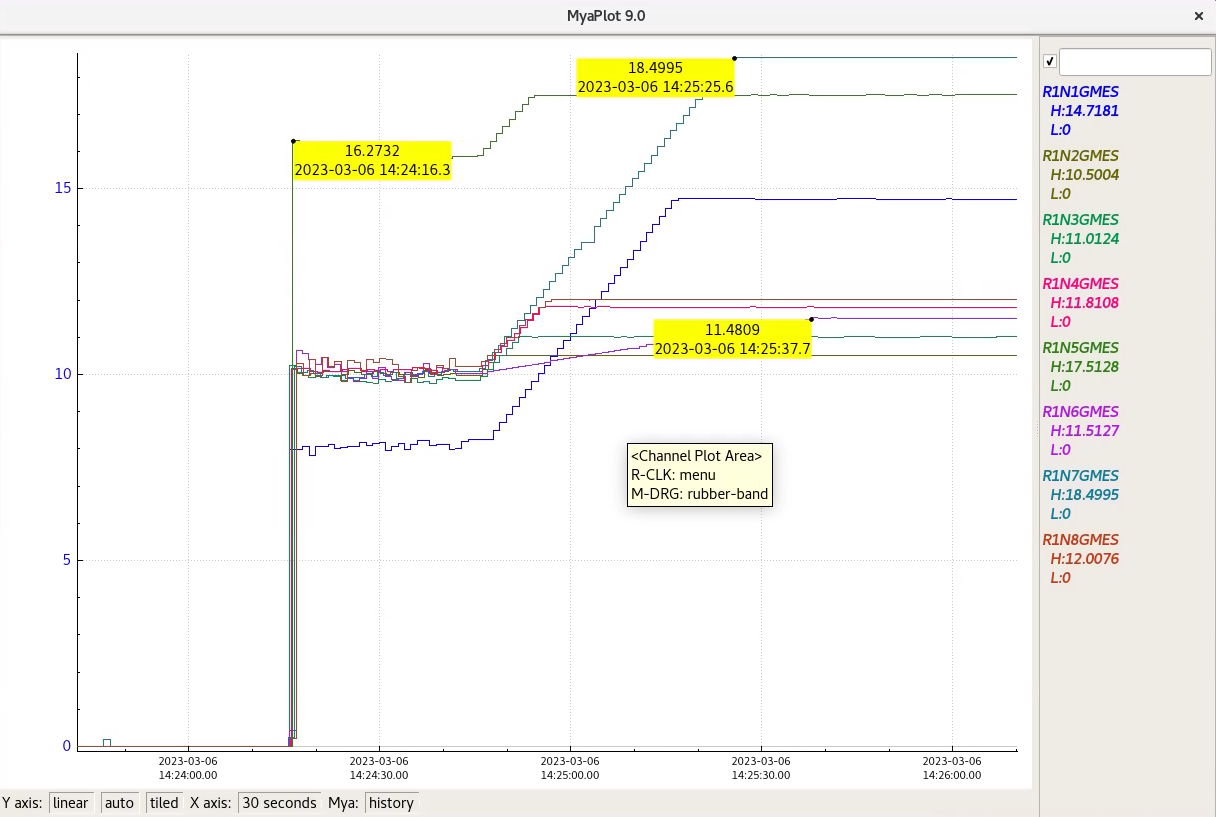 MyaPlot 9.0
×
18.4995
2023-03-06 14:25:25.6
16.2732
2023-03-06 14:24:16.3
11.4809
2023-03-06 14:25:37.7
15
10
5
0
<Channel Plot Area>
R-CLK: menu
M-DRG: rubber-band
2023-03-06
14:24:00.00
2023-03-06
14:24:30.00
2023-03-06
14:25:00.00
2023-03-06
14:25:30.00
2023-03-06
14:26:00.00
R1N1GMES
H:14.7181
L:0
R1N2GMES
H:10.5004
L:0
R1N3GMES
H:11.0124
L:0
R1N4GMES
H:11.8108
L:0
R1N5GMES
H:17.5128
L:0
R1N6GMES
H:11.5127
L:0
R1N7GMES
H:18.4995
L:0
R1N8GMES
H:12.0076
L:0
Y axis: linear auto tiled X axis: 30 seconds Mya: history